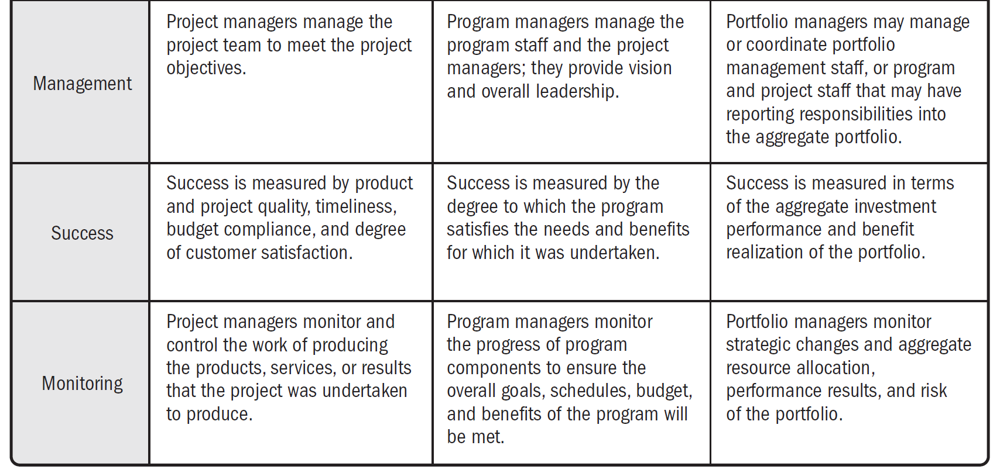 Management
Project managers manage the
project team to meet the project
objectives.
Program managers manage the
program staff and the project
managers; they provide vision
and overall leadership.
Portfolio managers may manage
or coordinate portfolio
management staff, or program
and project staff that may have
reporting responsibilities into
the aggregate portfolio.
Success
Success is measured by product
and project quality, timeliness,
budget compliance, and degree
of customer satisfaction.
Success is measured by the
degree to which the program
satisfies the needs and benefits
for which it was undertaken.
Success is measured in terms
of the aggregate investment
performance and benefit
realization of the portfolio.
Monitoring
Project managers monitor and
control the work of producing
the products, services, or results
that the project was undertaken
to produce.
Program managers monitor
the progress of program
components to ensure the
overall goals, schedules, budget,
and benefits of the program will
be met.
Portfolio managers monitor
strategic changes and aggregate
resource allocation,
performance results, and risk
of the portfolio.